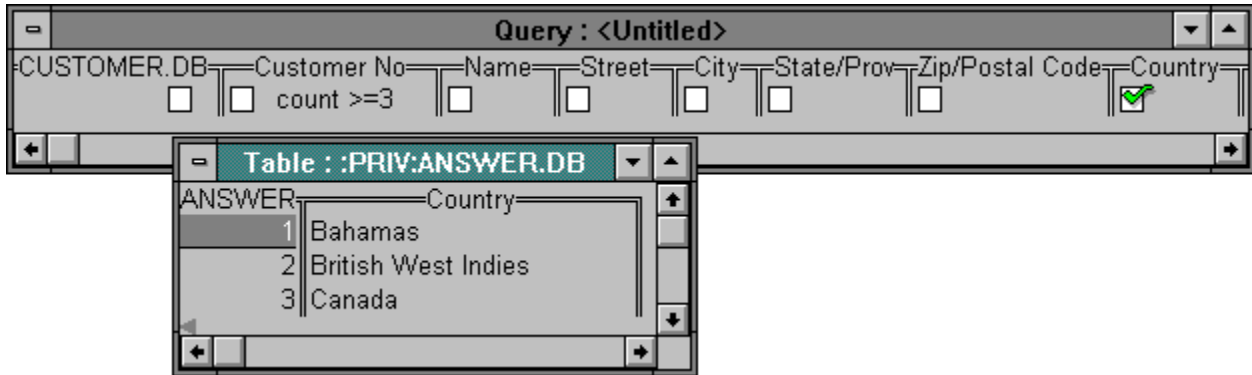 Query : <Untitled>
CUSTOMER.DB Customer No Name Street City State/Prov Zip/Postal Code Country
count >=3
Table : :PRIV:ANSWER.DB
ANSWER Country
1 Bahamas
2 British West Indies
3 Canada